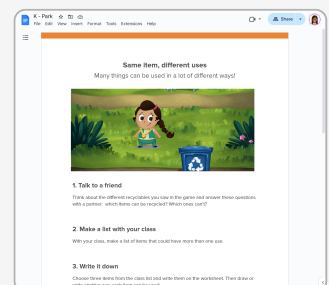 K - Park
File Edit View Insert Format Tools Extensions Help
Share
Same item, different uses
Many things can be used in a lot of different ways!
1. Talk to a friend
Think about the different recyclables you saw in the game and answer these questions
with a partner: which items can be recycled? Which ones can't?
2. Make a list with your class
With your class, make a list of items that could have more than one use.
3. Write it down
Choose three items from the class list and write them on the worksheet. Then draw or